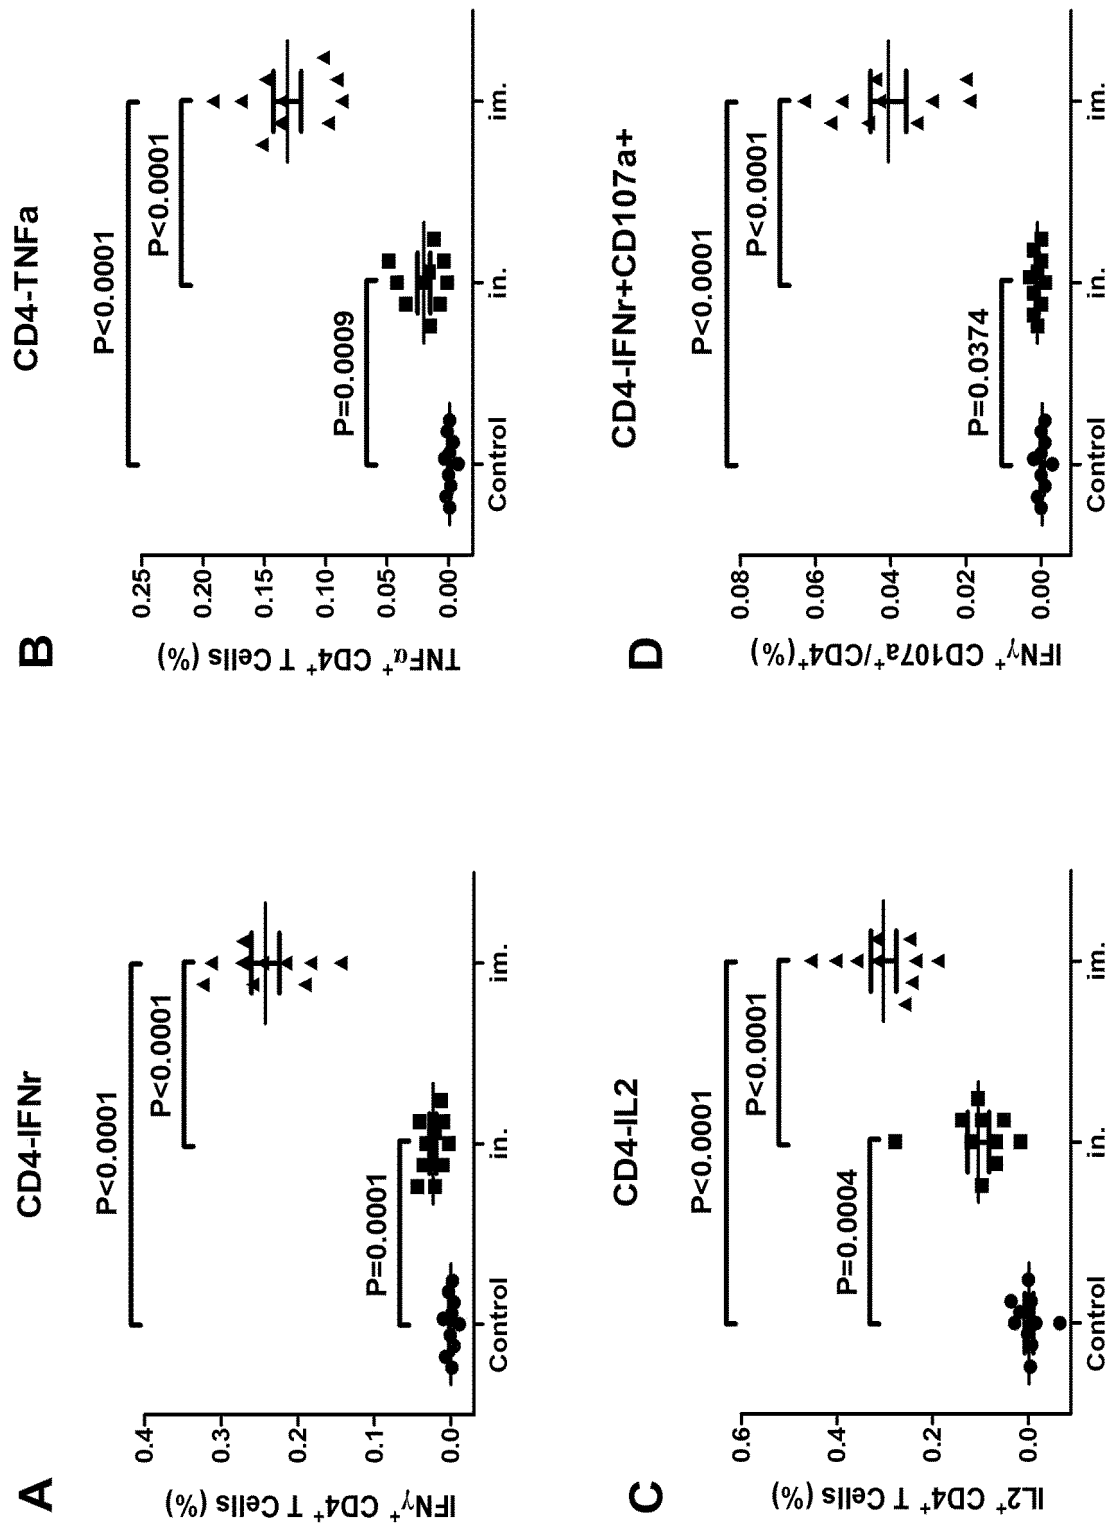 A
CD4-IFNr
IFNγ⁺ CD4⁺ T Cells (%)
0.4
0.3
0.2
0.1
0.0
P<0.0001
P<0.0001
P=0.0001
Control
in.
im.
B
CD4-TNFa
TNFα⁺ CD4⁺ T Cells (%)
0.25
0.20
0.15
0.10
0.05
0.00
P<0.0001
P<0.0001
P=0.0009
Control
in.
im.
C
CD4-IL2
IL2⁺ CD4⁺ T Cells (%)
0.6
0.4
0.2
0.0
P<0.0001
P<0.0001
P=0.0004
Control
in.
im.
D
CD4-IFNr+CD107a+
IFNγ⁺ CD107a⁺/CD4⁺(%)
0.08
0.06
0.04
0.02
0.00
P<0.0001
P<0.0001
P=0.0374
Control
in.
im.